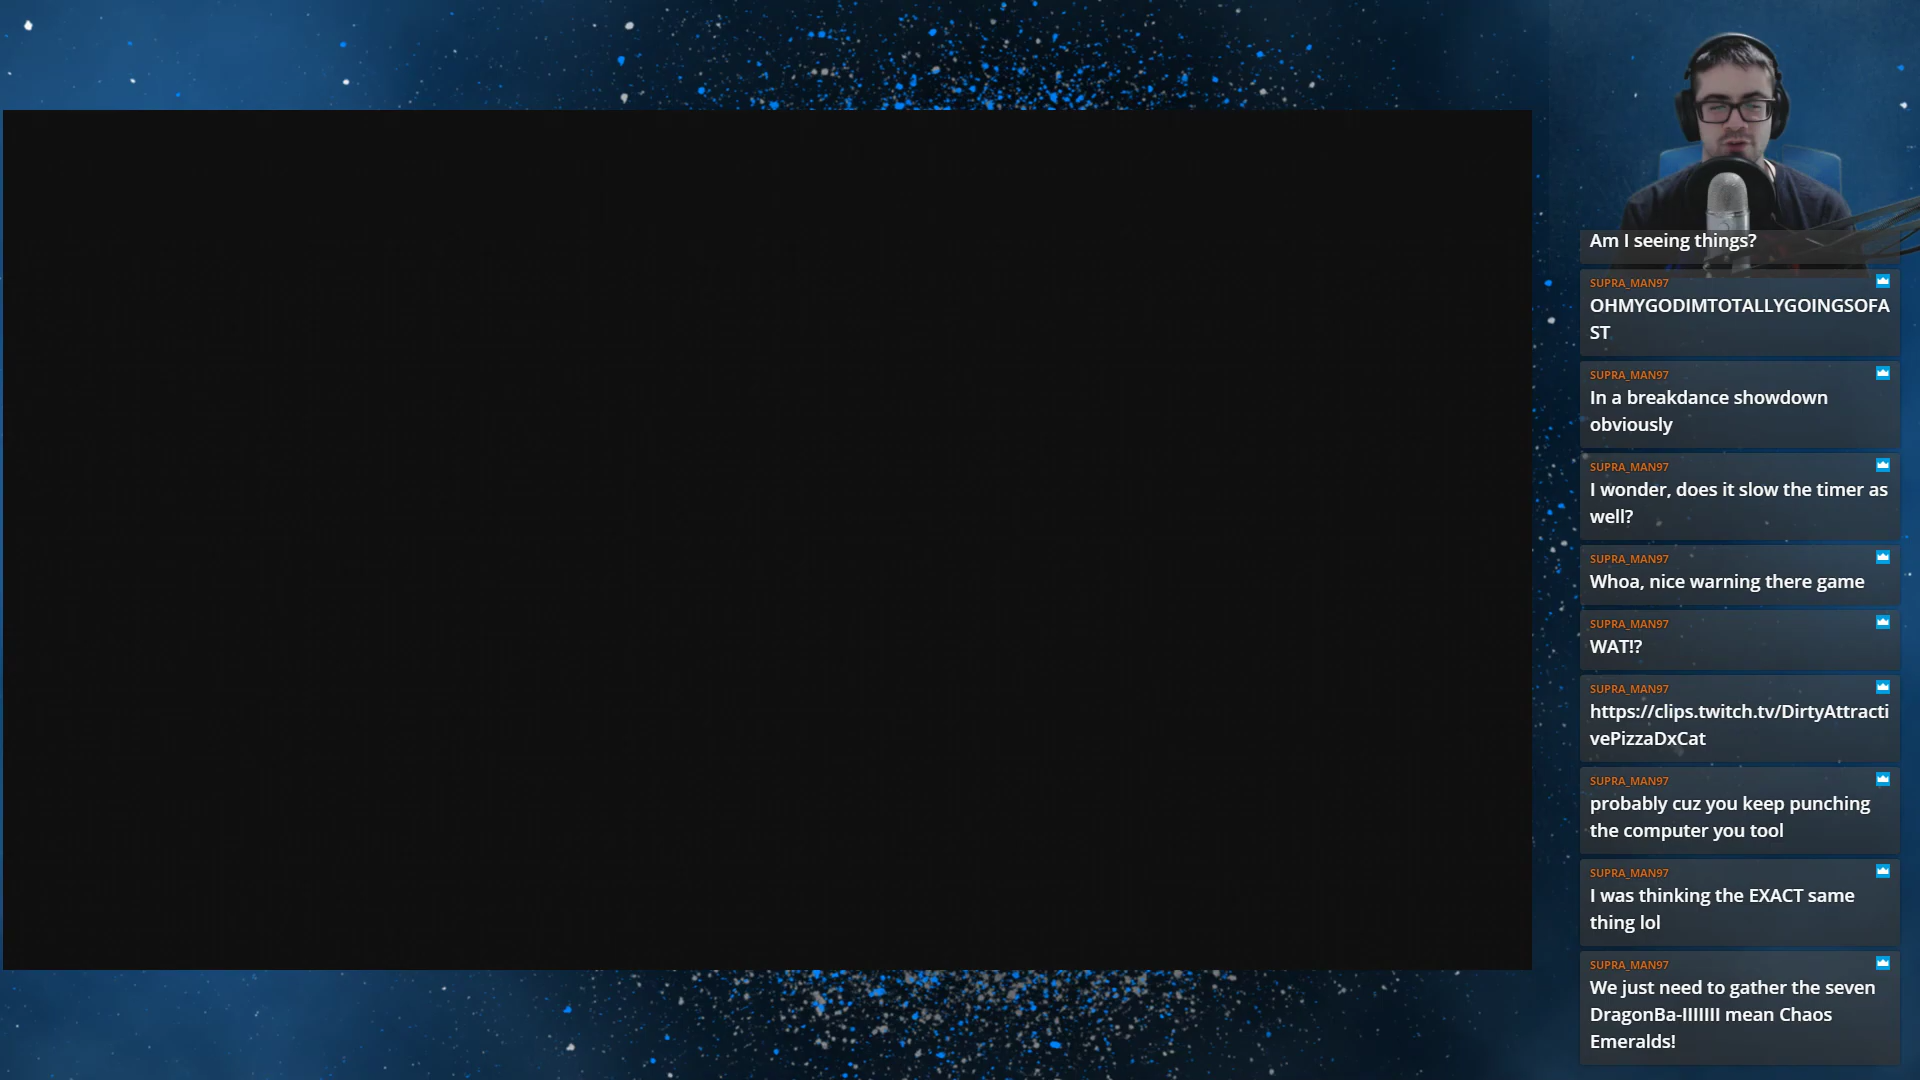 Am I seeing things?
SUPRA_MAN97
OHMYGODIMTOTALLYGOINGSOFA
ST
SUPRA_MAN97
In a breakdance showdown
obviously
SUPRA_MAN97
I wonder, does it slow the timer as
well?
SUPRA_MAN97
Whoa, nice warning there game
SUPRA_MAN97
WAT!?
SUPRA_MAN97
https://clips.twitch.tv/DirtyAttracti
vePizzaDxCat
SUPRA_MAN97
probably cuz you keep punching
the computer you tool
SUPRA_MAN97
I was thinking the EXACT same
thing lol
SUPRA_MAN97
We just need to gather the seven
DragonBa-IIIIIII mean Chaos
Emeralds!